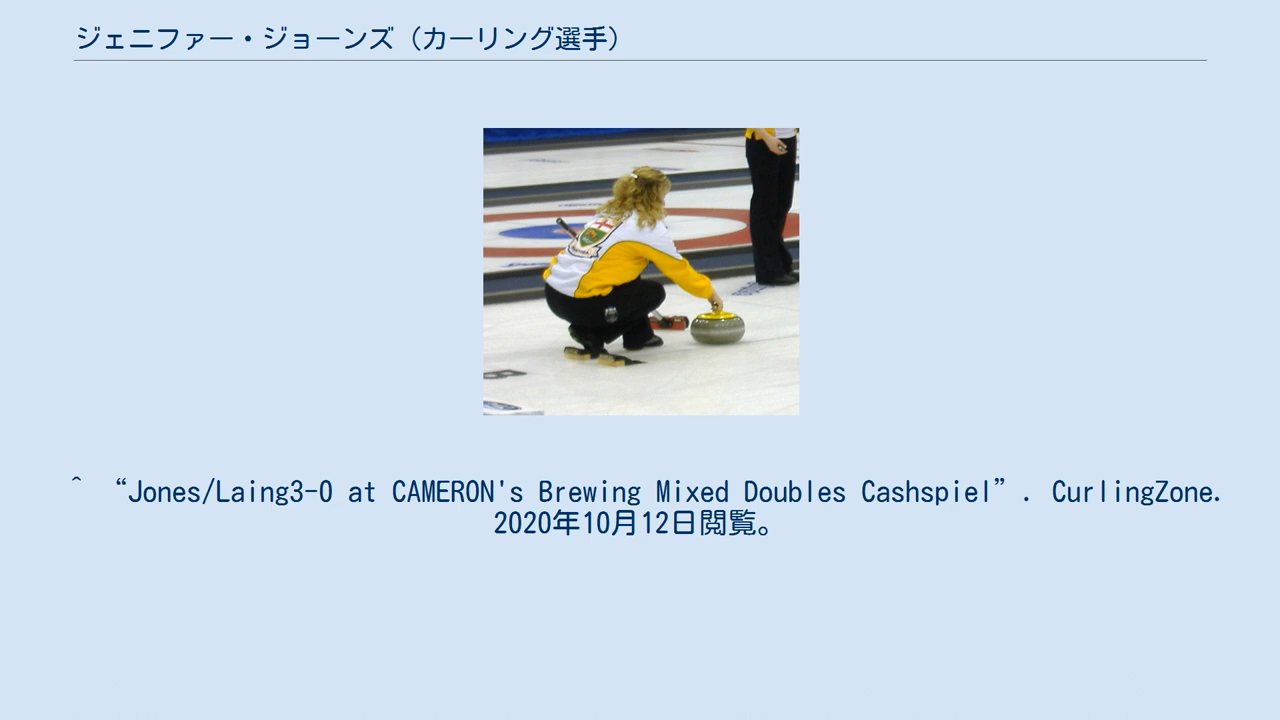 ジェニファー・ジョーンズ（カーリング選手）
^ “Jones/Laing3-0 at CAMERON's Brewing Mixed Doubles Cashspiel”. CurlingZone.
2020年10月12日閲覧。